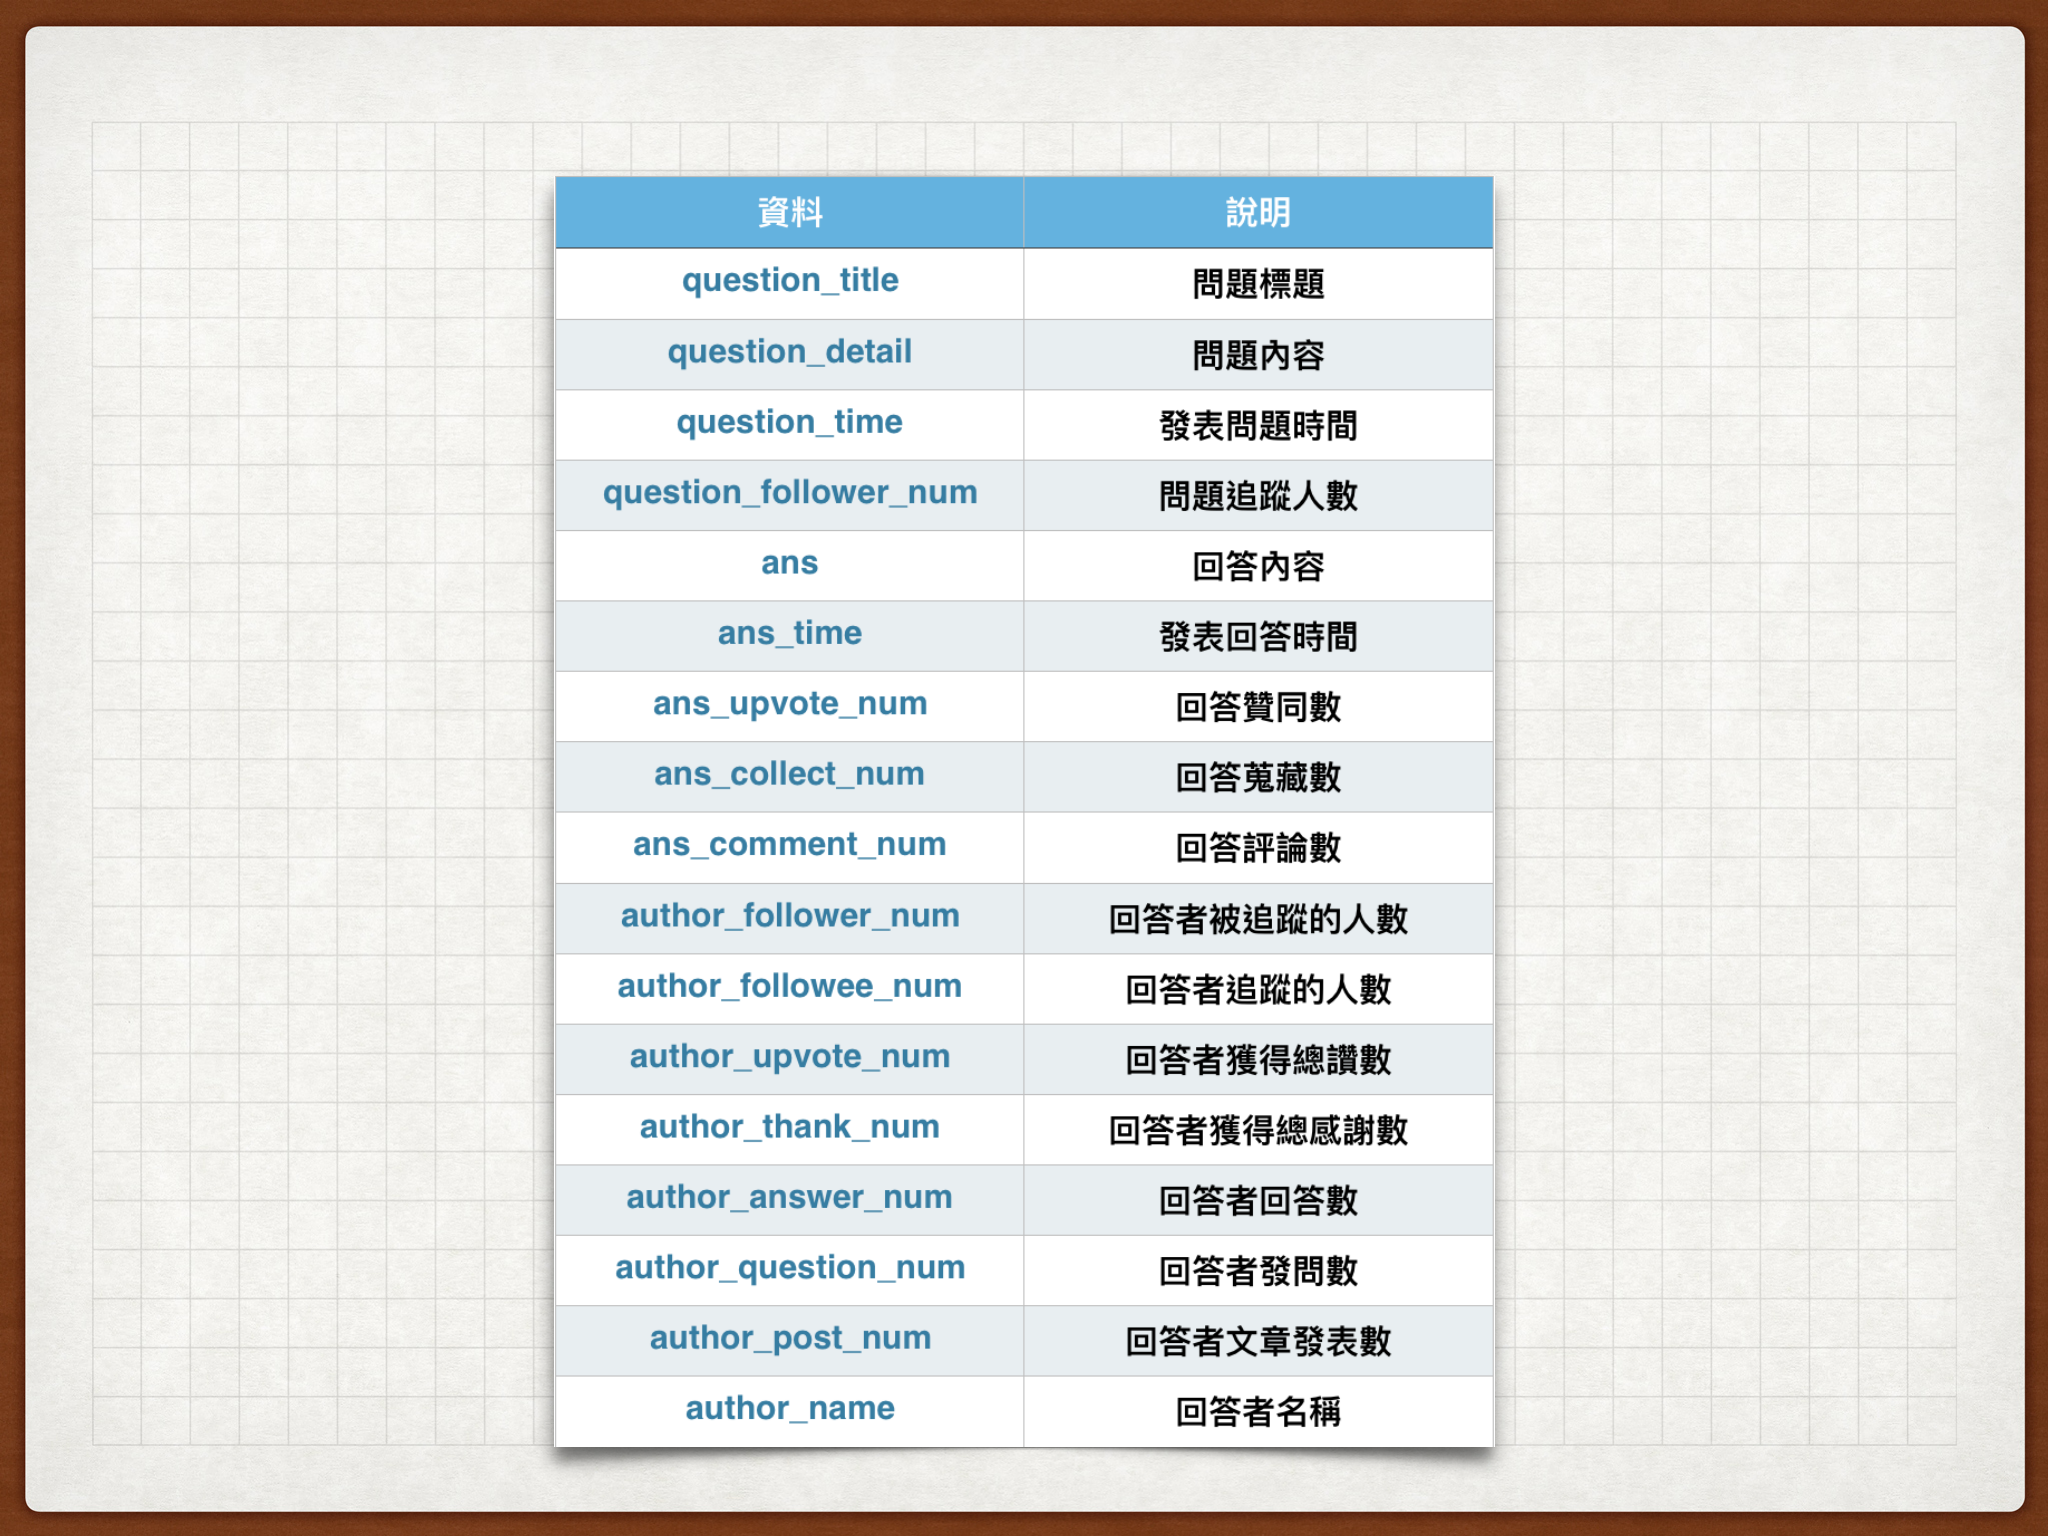 資料 說明
question_title 問題標題
question_detail 問題內容
question_time 發表問題時間
question_follower_num 問題追蹤人數
ans 回答內容
ans_time 發表回答時間
ans_upvote_num 回答贊同數
ans_collect_num 回答蒐藏數
ans_comment_num 回答評論數
author_follower_num 回答者被追蹤的人數
author_followee_num 回答者追蹤的人數
author_upvote_num 回答者獲得總讚數
author_thank_num 回答者獲得總感謝數
author_answer_num 回答者回答數
author_question_num 回答者發問數
author_post_num 回答者文章發表數
author_name 回答者名稱